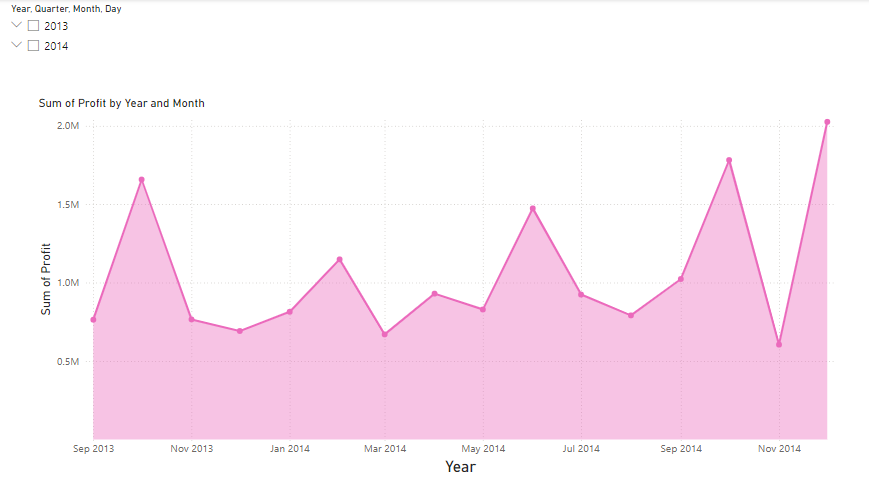 Year, Quarter, Month, Day
2013
2014
Sum of Profit by Year and Month
2.0M
1.5M
1.0M
0.5M
Sum of Profit
Sep 2013 Nov 2013 Jan 2014 Mar 2014 May 2014 Jul 2014 Sep 2014 Nov 2014
Year